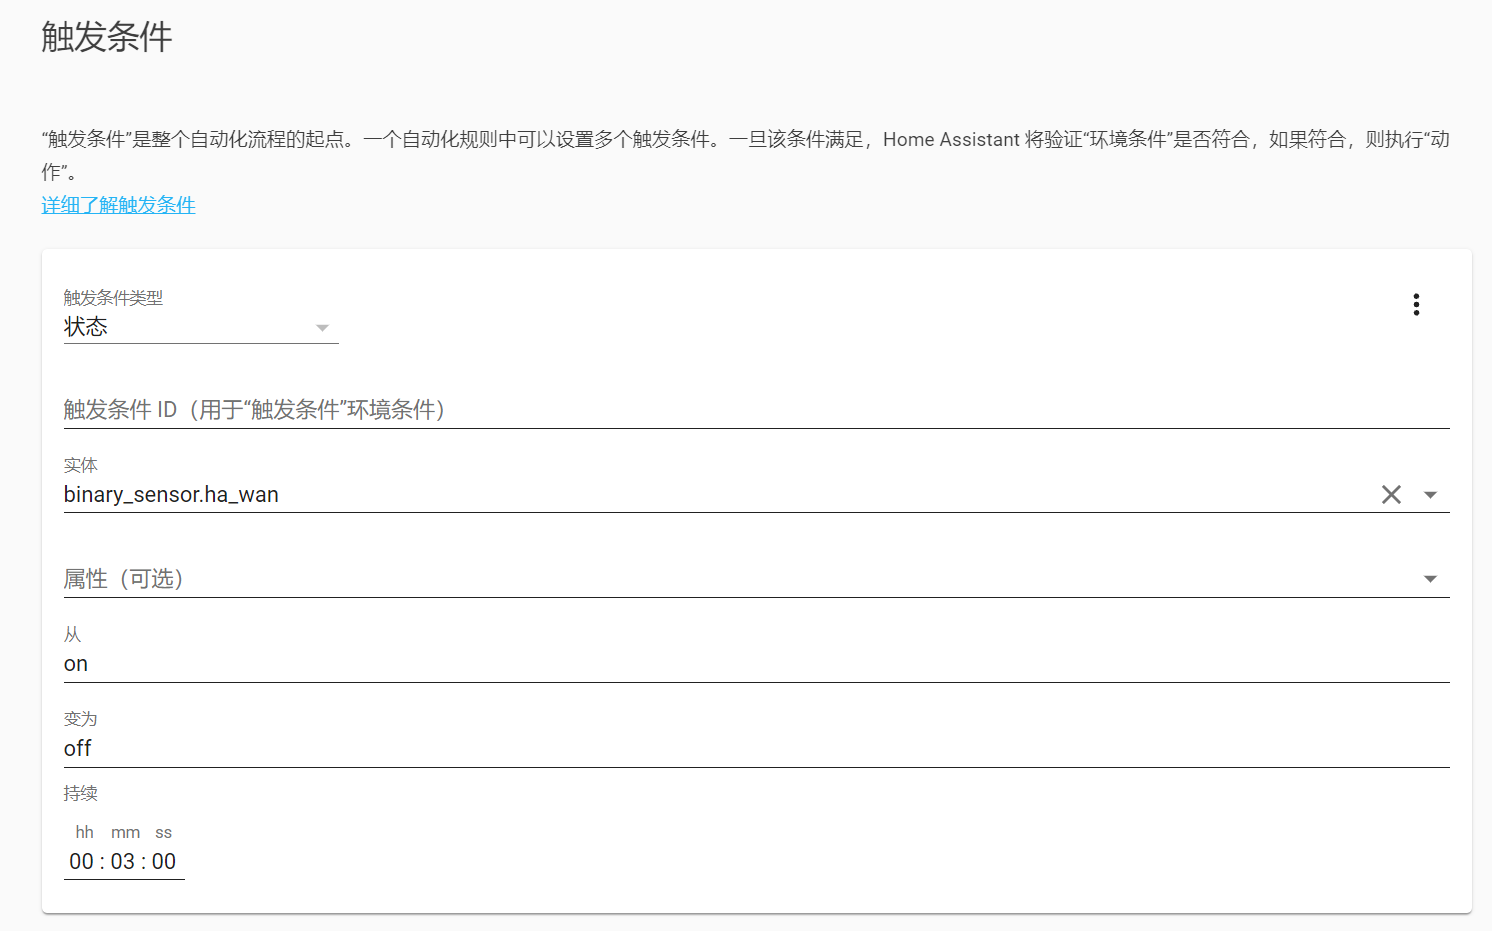 触发条件
“触发条件”是整个自动化流程的起点。一个自动化规则中可以设置多个触发条件。一旦该条件满足，Home Assistant 将验证“环境条件”是否符合，如果符合，则执行“动
作”。
详细了解触发条件
触发条件类型
状态
触发条件 ID（用于“触发条件”环境条件）
实体
binary_sensor.ha_wan
属性（可选）
从
on
变为
off
持续
hh mm ss
00 : 03 : 00